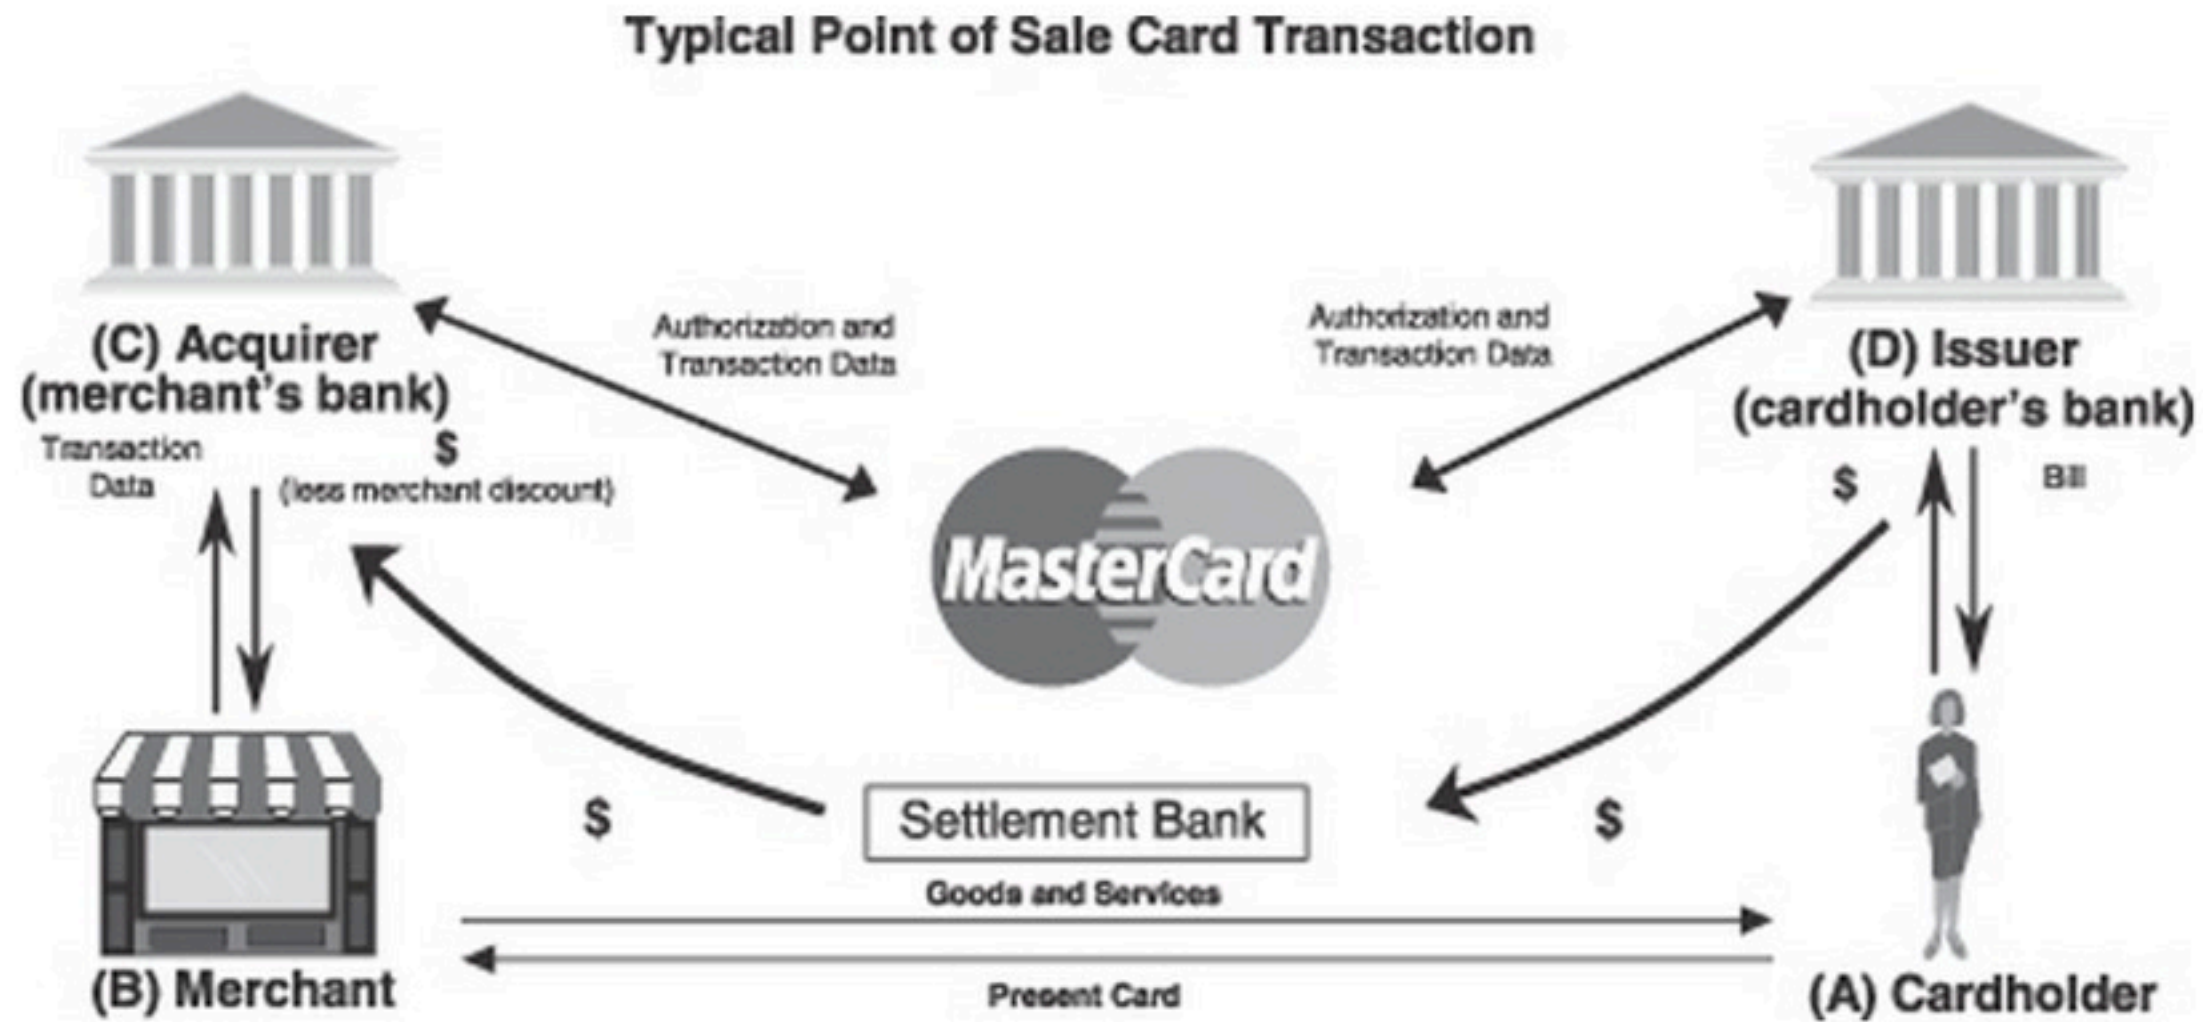 Typical Point of Sale Card Transaction
(C) Acquirer
(merchant's bank)
Authorization and
Transaction Data
Authorization and
Transaction Data
(D) Issuer
(cardholder's bank)
Transaction
Data
$
(less merchant discount)
$
Bill
MasterCard
$
Settlement Bank
$
Goods and Services
Present Card
(B) Merchant
(A) Cardholder